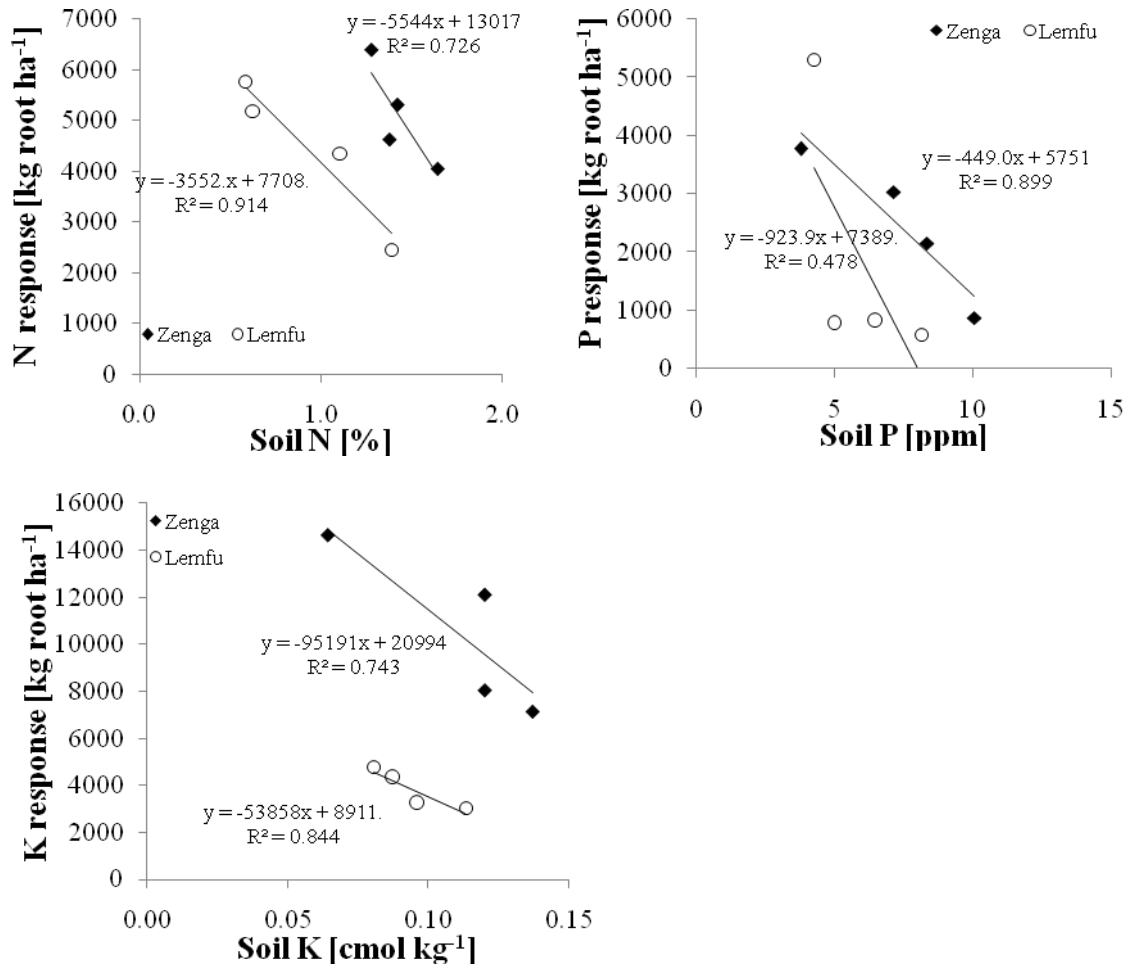 N response [kg root ha⁻¹]
7000
6000
5000
4000
3000
2000
1000
0
y = -5544x + 13017
R² = 0.726
y = -3552.x + 7708.
R² = 0.914
Zenga Lemfu
0.0 1.0 2.0
Soil N [%]
P response [kg root ha⁻¹]
6000
5000
4000
3000
2000
1000
0
Zenga Lemfu
y = -449.0x + 5751
R² = 0.899
y = -923.9x + 7389.
R² = 0.478
0 5 10 15
Soil P [ppm]
K response [kg root ha⁻¹]
16000
14000
12000
10000
8000
6000
4000
2000
0
Zenga
Lemfu
y = -95191x + 20994
R² = 0.743
y = -53858x + 8911.
R² = 0.844
0.00 0.05 0.10 0.15
Soil K [cmol kg⁻¹]